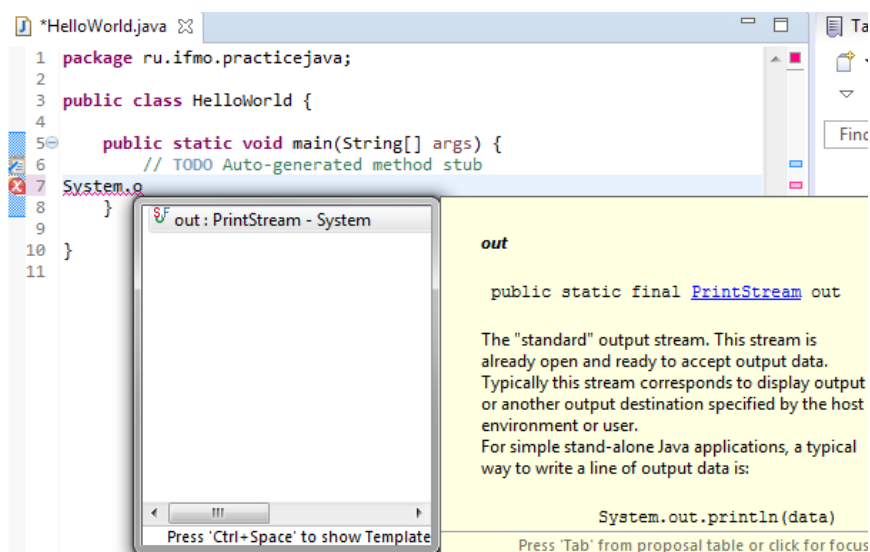 *HelloWorld.java
Ta
1 package ru.ifmo.practicejava;
2
3 public class HelloWorld {
4
5 public static void main(String[] args) {
6 // TODO Auto-generated method stub
7 System.o
8 }
9
10 }
11
Find
out : PrintStream - System
Press 'Ctrl+Space' to show Template
out
public static final PrintStream out
The "standard" output stream. This stream is
already open and ready to accept output data.
Typically this stream corresponds to display output
or another output destination specified by the host
environment or user.
For simple stand-alone Java applications, a typical
way to write a line of output data is:
System.out.println(data)
Press 'Tab' from proposal table or click for focus